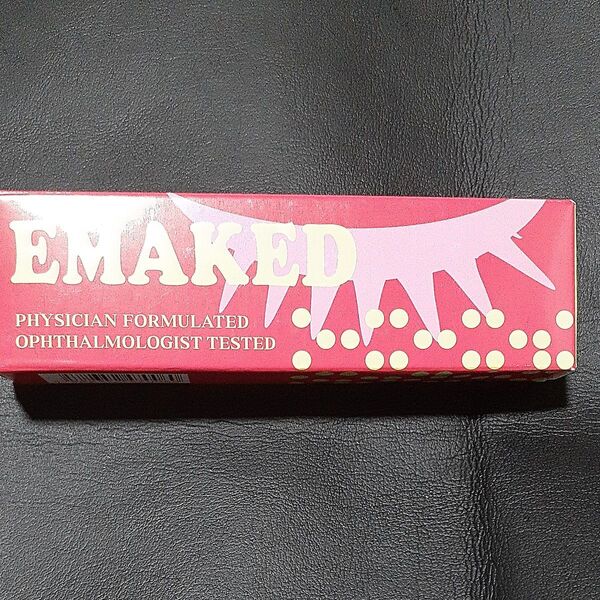 EMAKED
PHYSICIAN FORMULATED
OPHTHALMOLOGIST TESTED